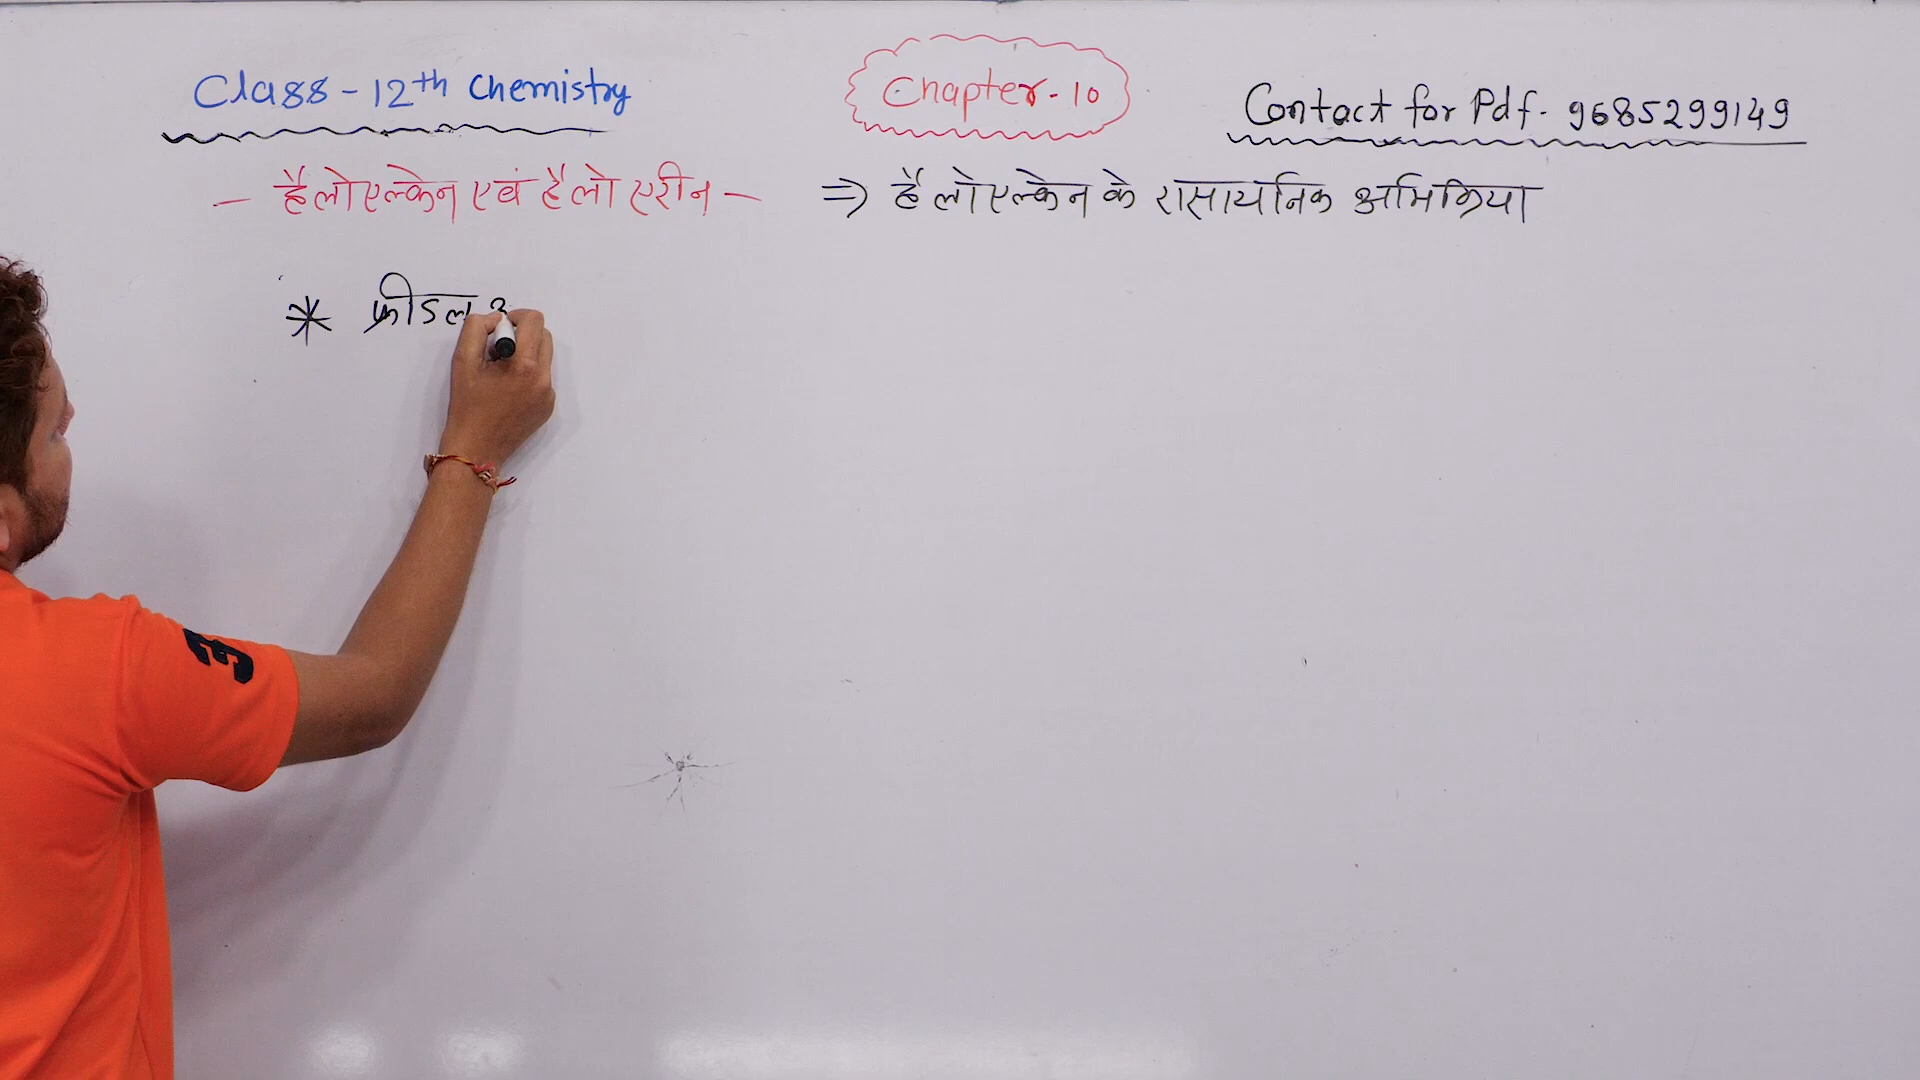 Class - 12th Chemistry
Chapter - 10
Contact for Pdf - 9685299149
- हैलोएल्केन एवं हैलोएरीन -
⇒ हैलोएल्केन के रासायनिक अभिक्रिया
* फ्रीडल